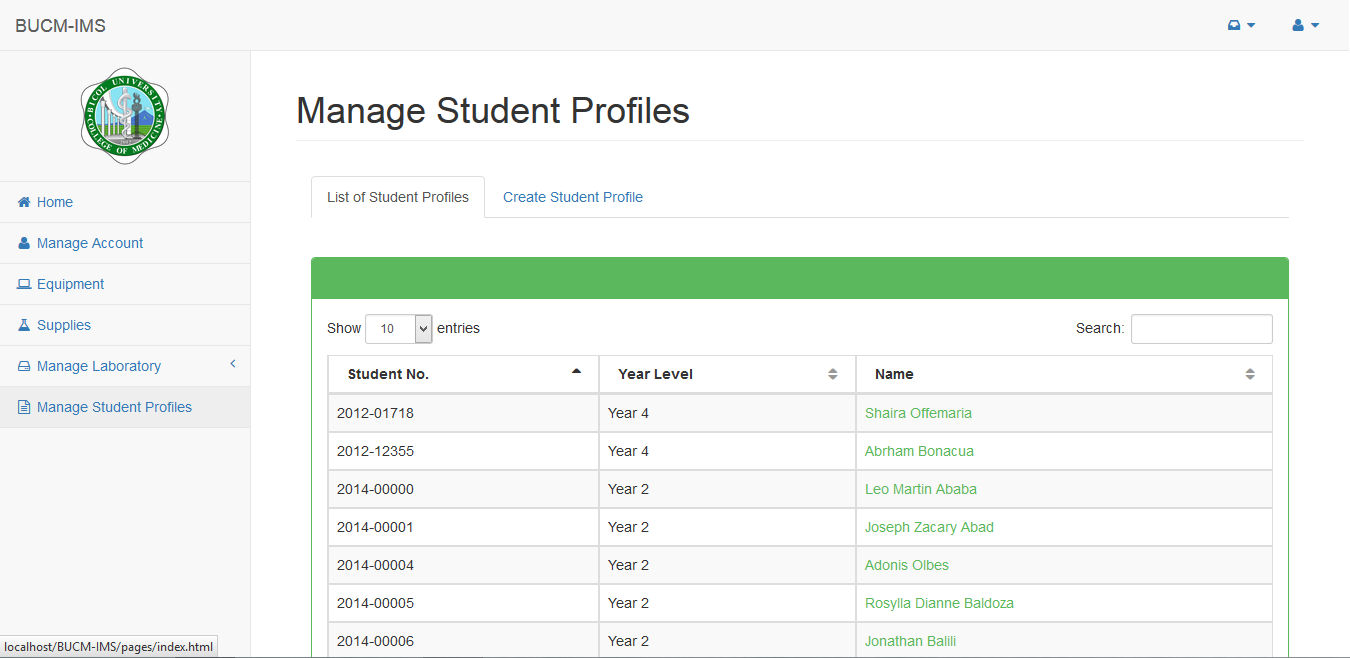 BUCM-IMS
BICOL UNIVERSITY
COLLEGE OF MEDICINE
Home
Manage Account
Equipment
Supplies
Manage Laboratory
Manage Student Profiles
Manage Student Profiles
List of Student Profiles Create Student Profile
Show 10 entries Search:
Student No. Year Level Name
2012-01718 Year 4 Shaira Offemaria
2012-12355 Year 4 Abrham Bonacua
2014-00000 Year 2 Leo Martin Ababa
2014-00001 Year 2 Joseph Zacary Abad
2014-00004 Year 2 Adonis Olbes
2014-00005 Year 2 Rosylla Dianne Baldoza
2014-00006 Year 2 Jonathan Balili
localhost/BUCM-IMS/pages/index.html